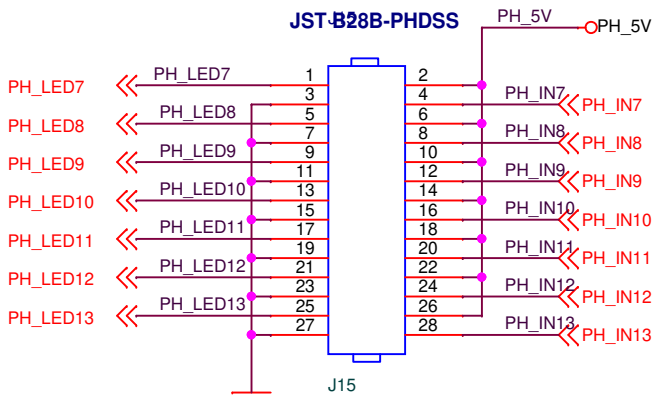 JST-B28B-PHDSS
PH_5V
PH_5V
PH_LED7 PH_LED7 1 2
3 4 PH_IN7 PH_IN7
PH_LED8 PH_LED8 5 6
7 8 PH_IN8 PH_IN8
PH_LED9 PH_LED9 9 10
11 12 PH_IN9 PH_IN9
PH_LED10 PH_LED10 13 14
15 16 PH_IN10 PH_IN10
PH_LED11 PH_LED11 17 18
19 20 PH_IN11 PH_IN11
PH_LED12 PH_LED12 21 22
23 24 PH_IN12 PH_IN12
PH_LED13 PH_LED13 25 26
27 28 PH_IN13 PH_IN13
J15